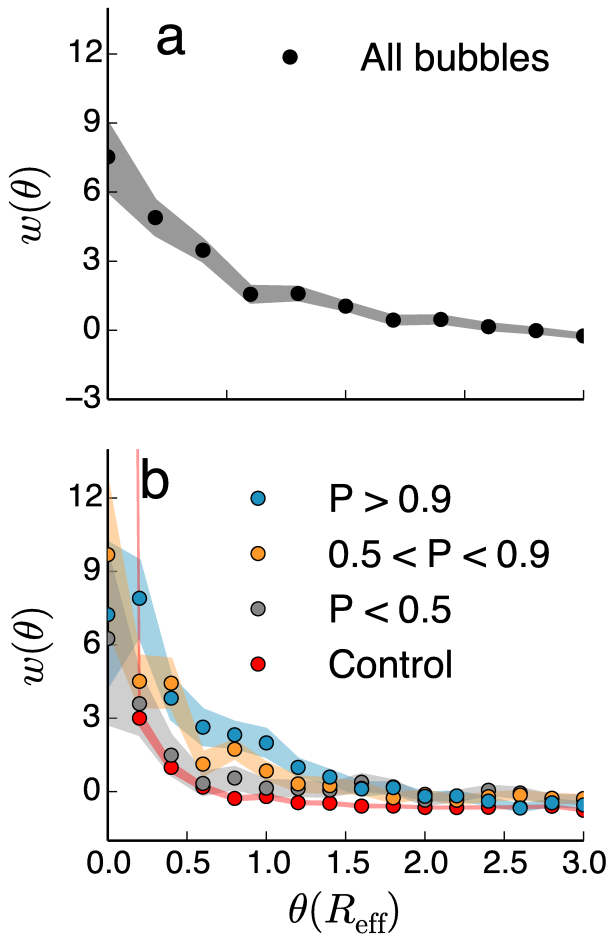 a
All bubbles
12
9
6
3
0
−3
w(θ)
b
P > 0.9
0.5 < P < 0.9
P < 0.5
Control
12
9
6
3
0
w(θ)
0.0 0.5 1.0 1.5 2.0 2.5 3.0
θ(R_eff)